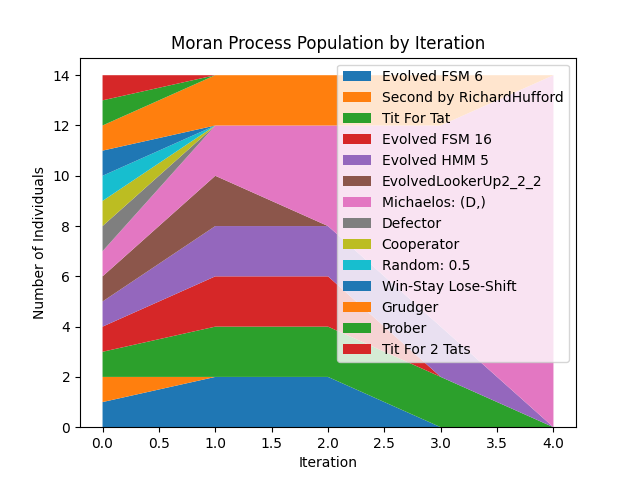 Moran Process Population by Iteration
Number of Individuals
14
12
10
8
6
4
2
0
Evolved FSM 6
Second by RichardHufford
Tit For Tat
Evolved FSM 16
Evolved HMM 5
EvolvedLookerUp2_2_2
Michaelos: (D,)
Defector
Cooperator
Random: 0.5
Win-Stay Lose-Shift
Grudger
Prober
Tit For 2 Tats
0.0 0.5 1.0 1.5 2.0 2.5 3.0 3.5 4.0
Iteration